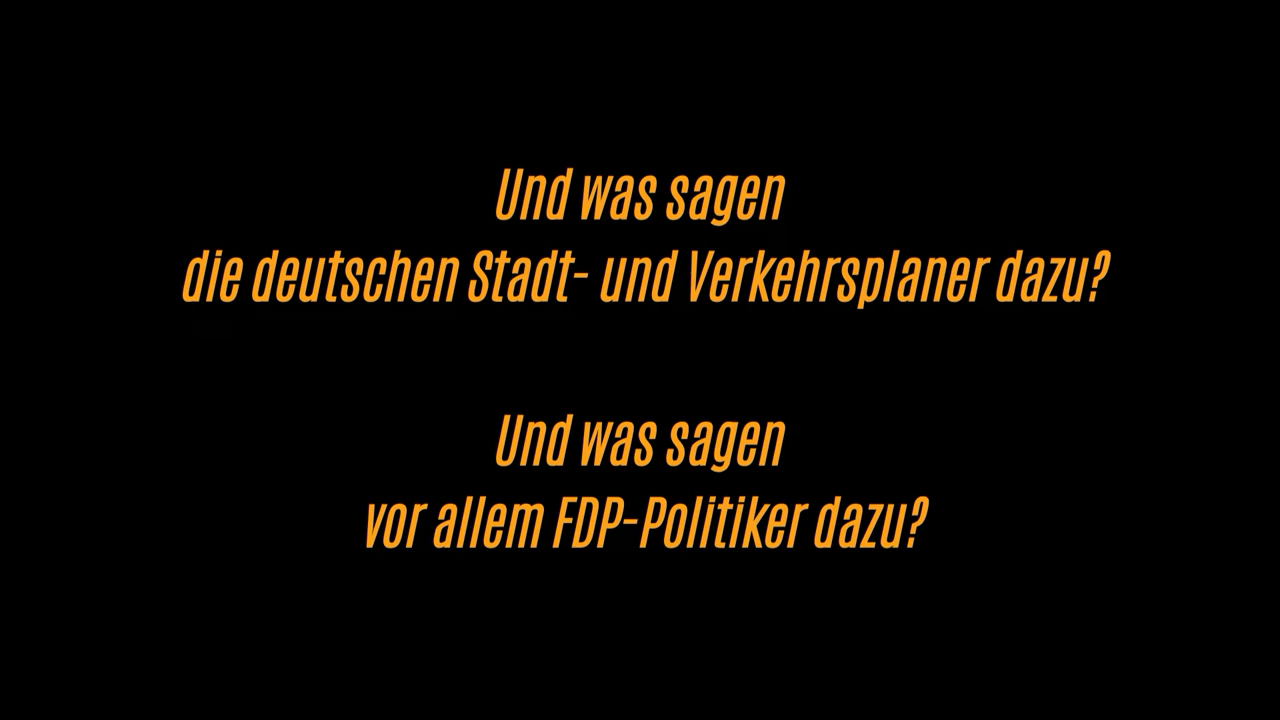 Und was sagen
die deutschen Stadt- und Verkehrsplaner dazu?
Und was sagen
vor allem FDP-Politiker dazu?